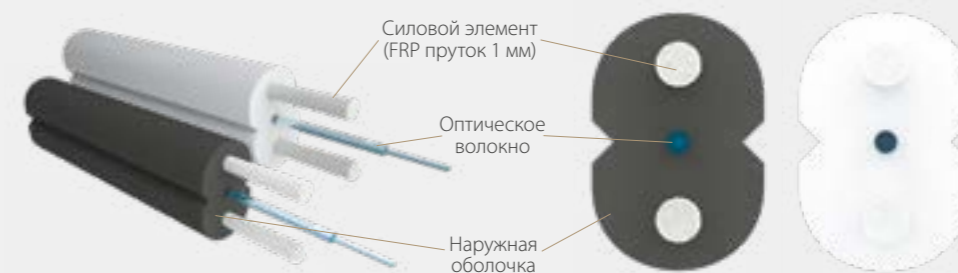 Силовой элемент
(FRP пруток 1 мм)
Оптическое
волокно
Наружная
оболочка